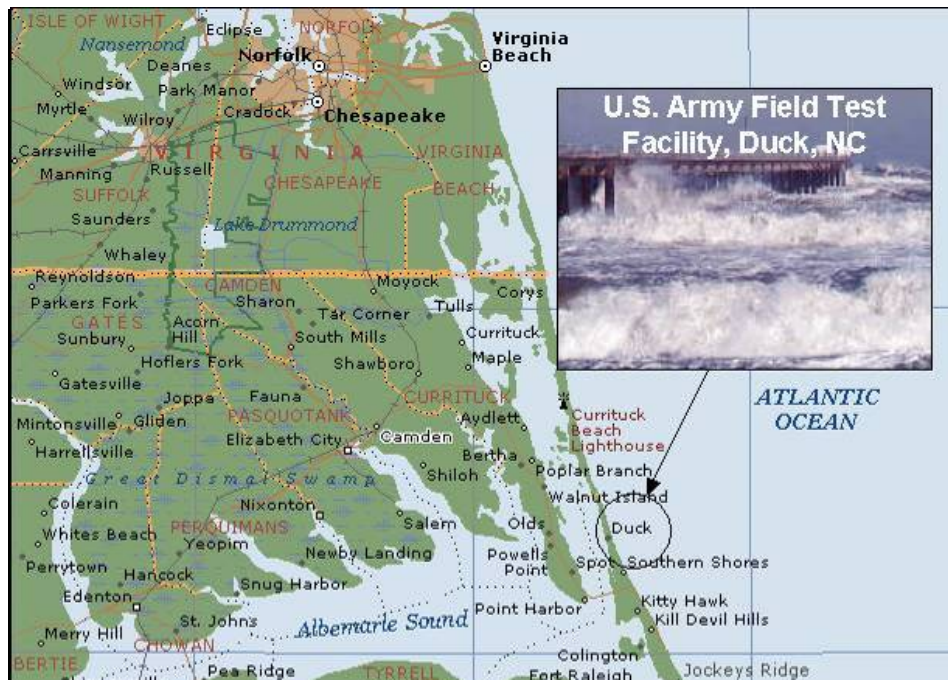 ISLE OF WIGHT
Eclipse
NORFOLK
Nansemond
Virginia
Beach
Norfolk
Deanes
Windsor
Park Manor
Myrtle
Cradock
Chesapeake
Wilroy
U.S. Army Field Test
Facility, Duck, NC
Carrsville
VIRGINIA
VIRGINIA
Manning
Russell
CHESAPEAKE
BEACH
SUFFOLK
Saunders
Lake Drummond
Whaley
Reynoldson
CAMDEN
Moyock
Corys
Parkers Fork
Sharon
Tulls
GATES
Acorn
Hill
Tar Corner
Sunbury
South Mills
Currituck
Hoflers Fork
Shawboro
Maple
Gatesville
Fauna
CURRITUCK
ATLANTIC
OCEAN
Joppa
PASQUOTANK
Aydlett
Currituck
Beach
Lighthouse
Mintonsville
Gliden
Elizabeth City
Camden
Harrellsville
Bertha
Poplar Branch
Great Dismal Swamp
Shiloh
Walnut Island
Colerain
Nixonton
Salem
Olds
Duck
Whites Beach
PERQUIMANS
Yeopim
Newby Landing
Powells
Point
Perrytown
Hancock
Spot
Southern Shores
Edenton
Snug Harbor
Point Harbor
Kitty Hawk
St. Johns
Albemarle Sound
Kill Devil Hills
Merry Hill
CHOWAN
Colington
BERTIE
Pea Ridge
TYRRELL
Fort Raleigh
Jockeys Ridge